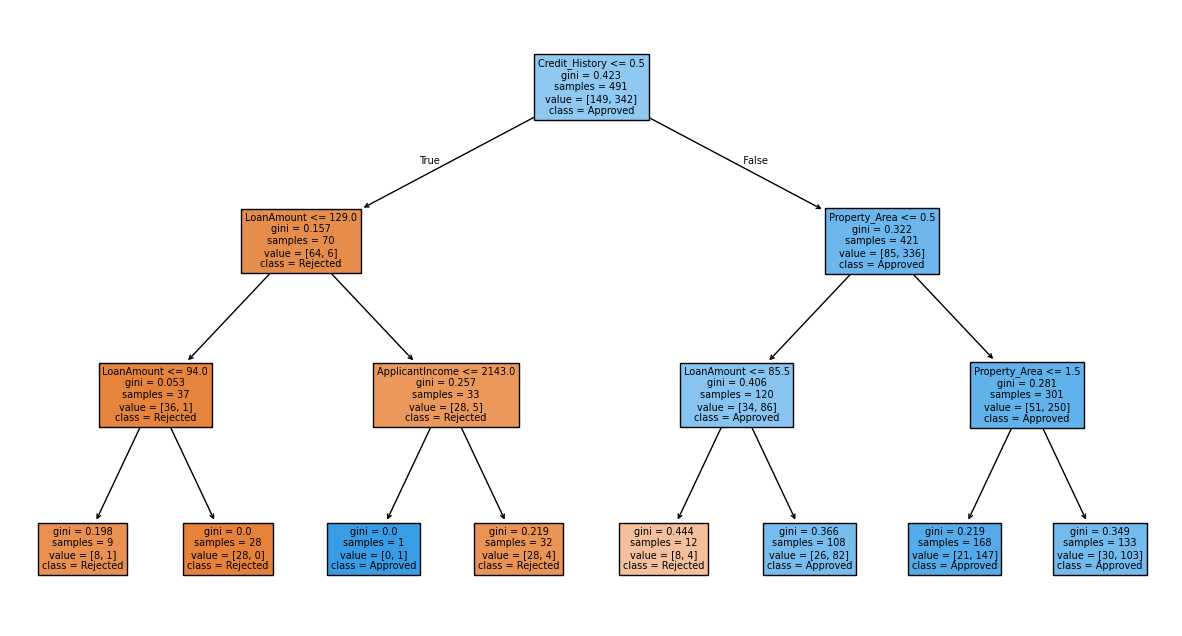 Credit_History <= 0.5
gini = 0.423
samples = 491
value = [149, 342]
class = Approved
True
False
LoanAmount <= 129.0
gini = 0.157
samples = 70
value = [64, 6]
class = Rejected
Property_Area <= 0.5
gini = 0.322
samples = 421
value = [85, 336]
class = Approved
LoanAmount <= 94.0
gini = 0.053
samples = 37
value = [36, 1]
class = Rejected
ApplicantIncome <= 2143.0
gini = 0.257
samples = 33
value = [28, 5]
class = Rejected
LoanAmount <= 85.5
gini = 0.406
samples = 120
value = [34, 86]
class = Approved
Property_Area <= 1.5
gini = 0.281
samples = 301
value = [51, 250]
class = Approved
gini = 0.198
samples = 9
value = [8, 1]
class = Rejected
gini = 0.0
samples = 28
value = [28, 0]
class = Rejected
gini = 0.0
samples = 1
value = [0, 1]
class = Approved
gini = 0.219
samples = 32
value = [28, 4]
class = Rejected
gini = 0.444
samples = 12
value = [8, 4]
class = Rejected
gini = 0.366
samples = 108
value = [26, 82]
class = Approved
gini = 0.219
samples = 168
value = [21, 147]
class = Approved
gini = 0.349
samples = 133
value = [30, 103]
class = Approved